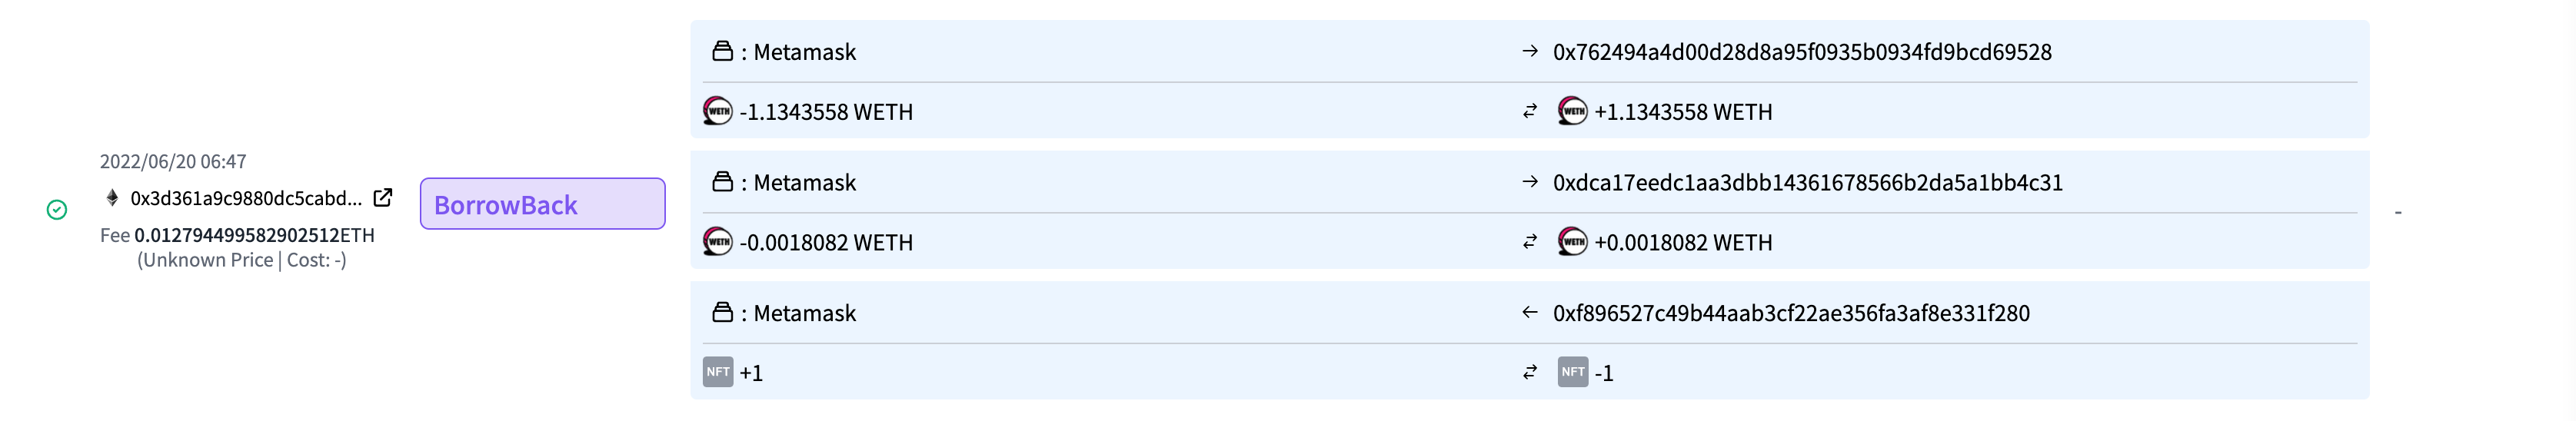 2022/06/20 06:47
0x3d361a9c9880dc5cabd...
Fee 0.012794499582902512ETH
(Unknown Price | Cost: -)
BorrowBack
: Metamask → 0x762494a4d00d28d8a95f0935b0934fd9bcd69528
WETH -1.1343558 WETH ⇄ WETH +1.1343558 WETH
: Metamask → 0xdca17eedc1aa3dbb14361678566b2da5a1bb4c31
WETH -0.0018082 WETH ⇄ WETH +0.0018082 WETH
: Metamask ← 0xf896527c49b44aab3cf22ae356fa3af8e331f280
NFT +1 ⇄ NFT -1
-